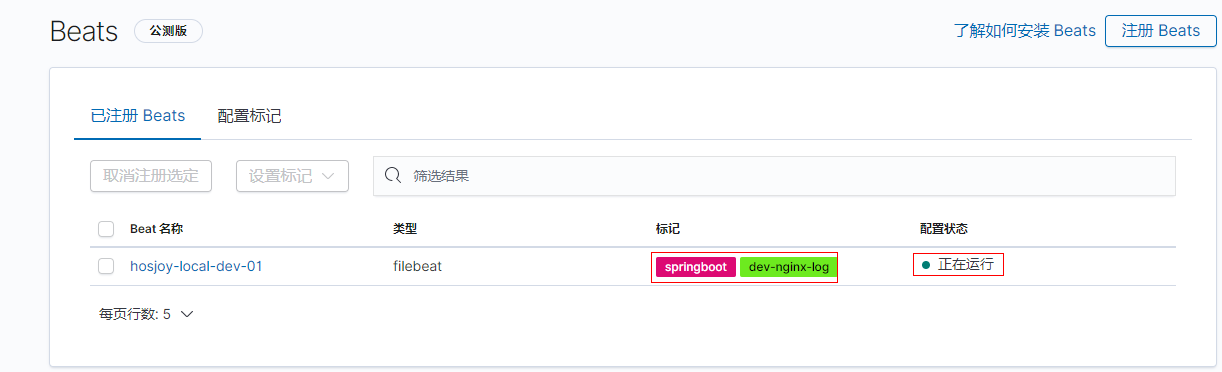 Beats 公测版 了解如何安装 Beats 注册 Beats
已注册 Beats 配置标记
取消注册选定 设置标记 筛选结果
Beat 名称 类型 标记 配置状态
hosjoy-local-dev-01 filebeat springboot dev-nginx-log 正在运行
每页行数: 5